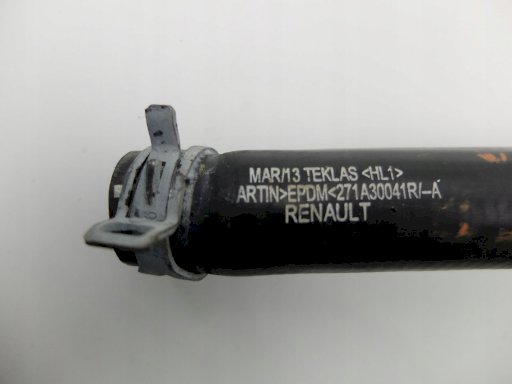 MAR/13 TEKLAS <HL1>
ARTIN>EPDM<271A30041R/-A
RENAULT